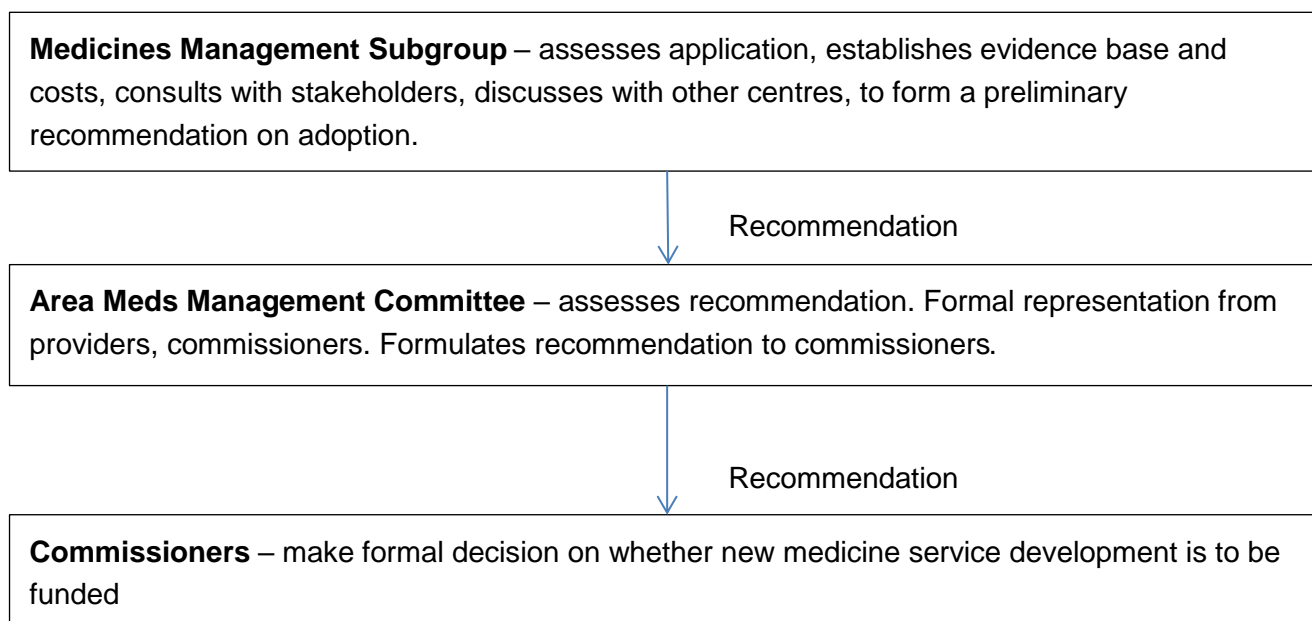 Medicines Management Subgroup – assesses application, establishes evidence base and
costs, consults with stakeholders, discusses with other centres, to form a preliminary
recommendation on adoption.
Recommendation
Area Meds Management Committee – assesses recommendation. Formal representation from
providers, commissioners. Formulates recommendation to commissioners.
Recommendation
Commissioners – make formal decision on whether new medicine service development is to be
funded